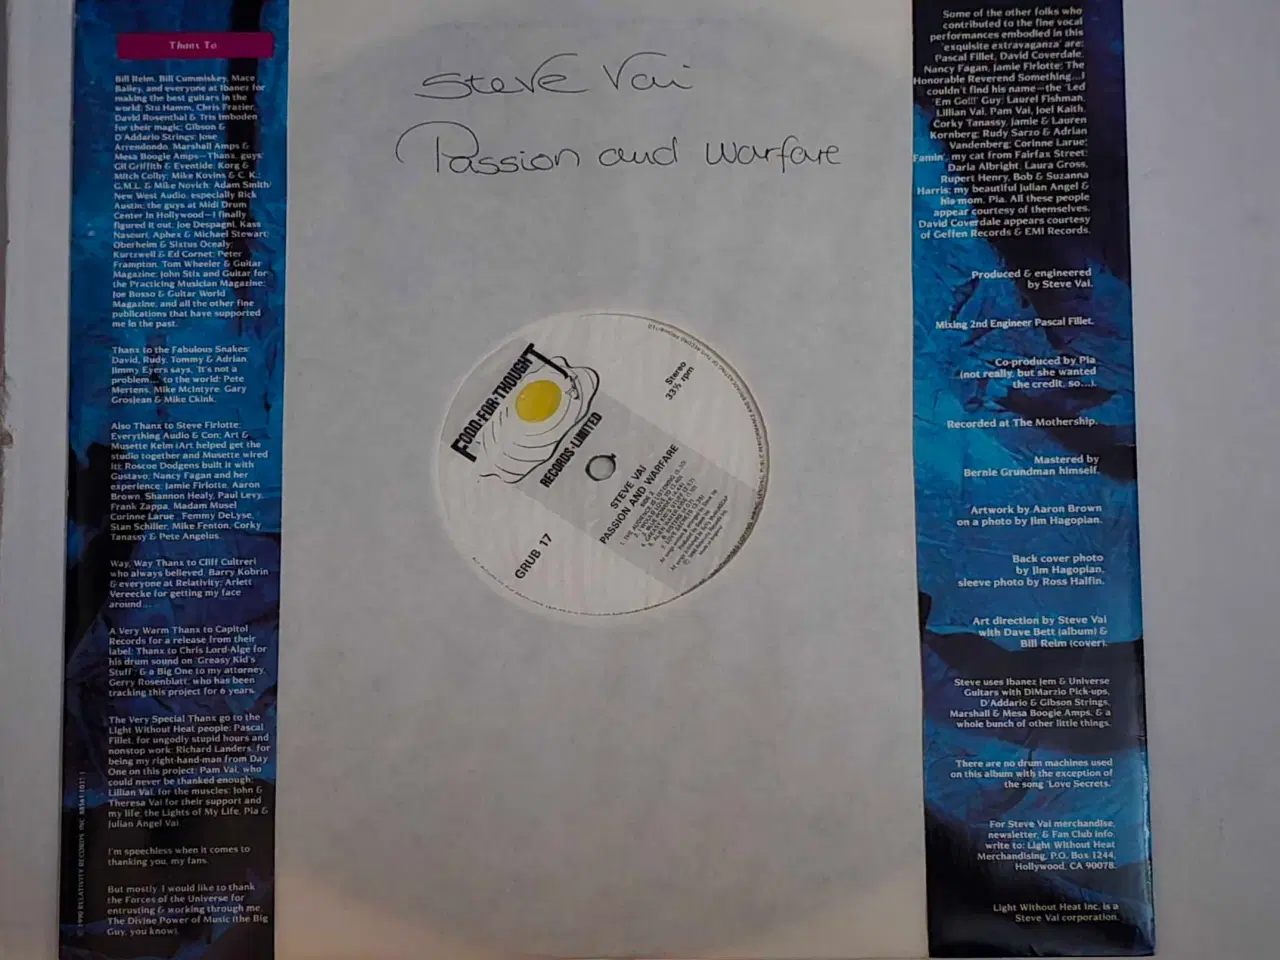 Thanx To
Bill Reim, Bill Cummiskey, Mace
Bailey, and everyone at Ibanez for
making the best guitars in the
world; Stu Hamm, Chris Frazier,
David Rosenthal & Tris Imboden
for their magic; Gibson &
D'Addario Strings; Jose
Arrendondo, Marshall Amps &
Mesa Boogie Amps—Thanx, guys
Gil Griffith & Eventide; Korg &
Mitch Colby; Mike Kovins & C. K.;
G.M.L. & Mike Novich; Adam Smith/
New West Audio, especially Rick
Austin; the guys at Midi Drum
Center in Hollywood—I finally
figured it out; Joe Despagni, Kass
Nasouri, Aphex & Michael Stewart;
Oberheim & Sixtus Ocealy;
Kurtzwell & Ed Cornet; Peter
Frampton, Tom Wheeler & Guitar
Magazine; John Stix and Guitar for
the Practicing Musician Magazine;
Joe Bosso & Guitar World
Magazine, and all the other fine
publications that have supported
me in the past.
Thanx to the Fabulous Snakes:
David, Rudy, Tommy & Adrian,
Jimmy Eyers says, "It's not a
problem..." to the world; Pete
Mertens, Mike McIntyre, Gary
Grosjean & Mike Ckink.
Also Thanx to Steve Firlotte;
Everything Audio & Con; Art &
Musette Kelm (Art helped get the
studio together and Musette wired
it); Roscoe Dodgens built it with
Gustavo; Nancy Fagan and her
experience; Jamie Firlotte, Aaron
Brown, Shannon Healy, Paul Levy,
Frank Zappa, Madam Musel
Corinne Larue, Femmy DeLyse,
Stan Schiller, Mike Fenton, Corky
Tanassy & Pete Angelus.
Way, Way Thanx to Cliff Cultreri
who always believed, Barry Kobrin
& everyone at Relativity; Arlett
Vereecke for getting my face
around...
A Very Warm Thanx to Capitol
Records for a release from their
label; Thanx to Chris Lord-Alge for
his drum sound on 'Greasy Kid's
Stuff'; & a Big One to my attorney,
Gerry Rosenblatt, who has been
tracking this project for 6 years.
The Very Special Thanx go to the
Light Without Heat people; Pascal
Fillet, for ungodly stupid hours and
nonstop work; Richard Landers, for
being my right-hand-man from Day
One on this project; Pam Vai, who
could never be thanked enough;
Lillian Vai, for the muscles; John &
Theresa Vai for their support and
my life, the Lights of My Life, Pia &
Julian Angel Vai.
I'm speechless when it comes to
thanking you, my fans.
But mostly, I would like to thank
the Forces of the Universe for
entrusting & working through me,
The Divine Power of Music (the Big
Guy, you know).
© 1990 RELATIVITY RECORDS, INC. 88561-1037-1
Steve Vai
Passion and Warfare
FOOD·FOR·THOUGHT
RECORDS·LIMITED
Stereo
33⅓ rpm
STEVE VAI
PASSION AND WARFARE
SIDE 2
GRUB 17
Some of the other folks who
contributed to the fine vocal
performances embodied in this
'exquisite extravaganza' are:
Pascal Fillet, David Coverdale,
Nancy Fagan, Jamie Firlotte; The
Honorable Reverend Something...I
couldn't find his name—the 'Led
'Em Go!!!' Guy; Laurel Fishman,
Lillian Vai, Pam Vai, Joel Kaith,
Corky Tanassy, Jamie & Lauren
Kornberg; Rudy Sarzo & Adrian
Vandenberg; Corinne Larue;
Famin', my cat from Fairfax Street;
Daria Albright, Laura Gross,
Rupert Henry, Bob & Suzanna
Harris; my beautiful Julian Angel &
his mom, Pia. All these people
appear courtesy of themselves.
David Coverdale appears courtesy
of Geffen Records & EMI Records.
Produced & engineered
by Steve Vai.
Mixing 2nd Engineer Pascal Fillet.
Co-produced by Pia
(not really, but she wanted
the credit, so...).
Recorded at The Mothership.
Mastered by
Bernie Grundman himself.
Artwork by Aaron Brown
on a photo by Jim Hagopian.
Back cover photo
by Jim Hagopian,
sleeve photo by Ross Halfin.
Art direction by Steve Vai
with Dave Bett (album) &
Bill Reim (cover).
Steve uses Ibanez Jem & Universe
Guitars with DiMarzio Pick-ups,
D'Addario & Gibson Strings,
Marshall & Mesa Boogie Amps, & a
whole bunch of other little things.
There are no drum machines used
on this album with the exception of
the song 'Love Secrets.'
For Steve Vai merchandise,
newsletter, & Fan Club info,
write to: Light Without Heat
Merchandising, P.O. Box 1244,
Hollywood, CA 90078.
Light Without Heat Inc. is a
Steve Vai corporation.